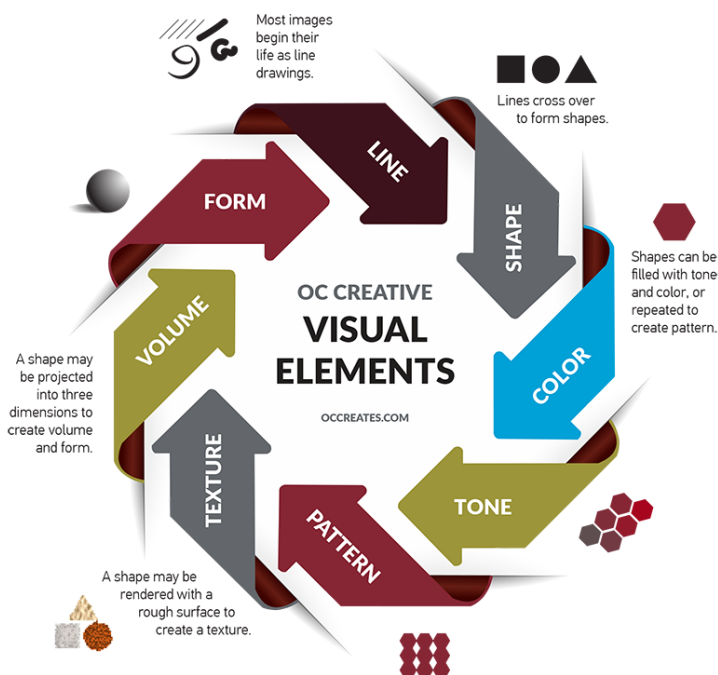 Most images
begin their
life as line
drawings.
Lines cross over
to form shapes.
LINE
FORM
SHAPE
Shapes can be
filled with tone
and color, or
repeated to
create pattern.
OC CREATIVE
VISUAL
ELEMENTS
OCCREATES.COM
VOLUME
COLOR
A shape may
be projected
into three
dimensions to
create volume
and form.
TEXTURE
TONE
PATTERN
A shape may be
rendered with a
rough surface to
create a texture.